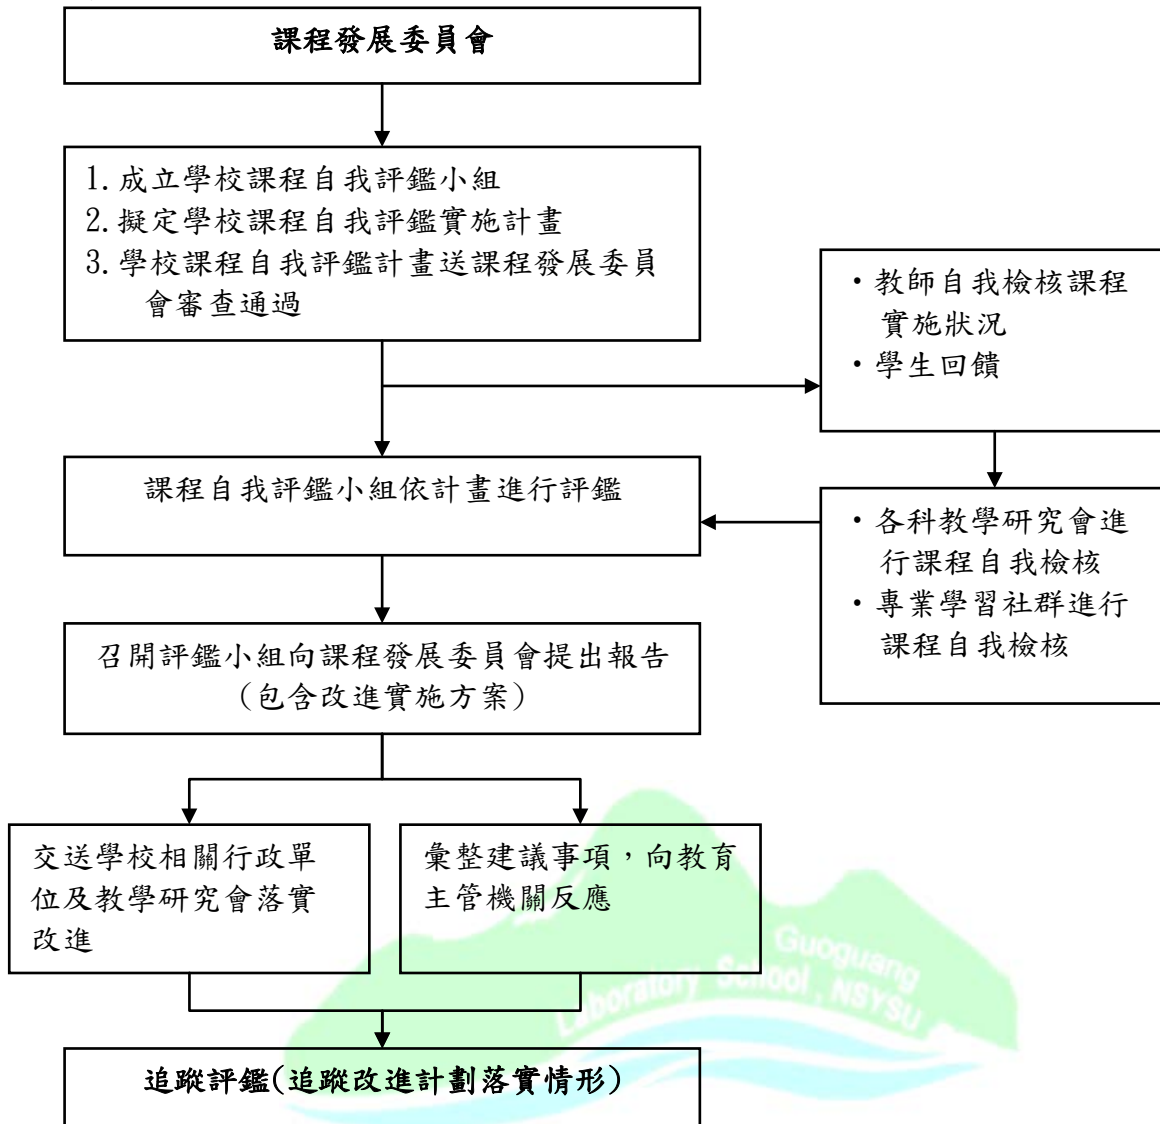 課程發展委員會
1. 成立學校課程自我評鑑小組
2. 擬定學校課程自我評鑑實施計畫
3. 學校課程自我評鑑計畫送課程發展委員
會審查通過
・教師自我檢核課程
實施狀況
・學生回饋
課程自我評鑑小組依計畫進行評鑑
・各科教學研究會進
行課程自我檢核
・專業學習社群進行
課程自我檢核
召開評鑑小組向課程發展委員會提出報告
(包含改進實施方案)
交送學校相關行政單
位及教學研究會落實
改進
彙整建議事項，向教育
主管機關反應
Guoguang
Laboratory School , NSYSU
追蹤評鑑(追蹤改進計劃落實情形)